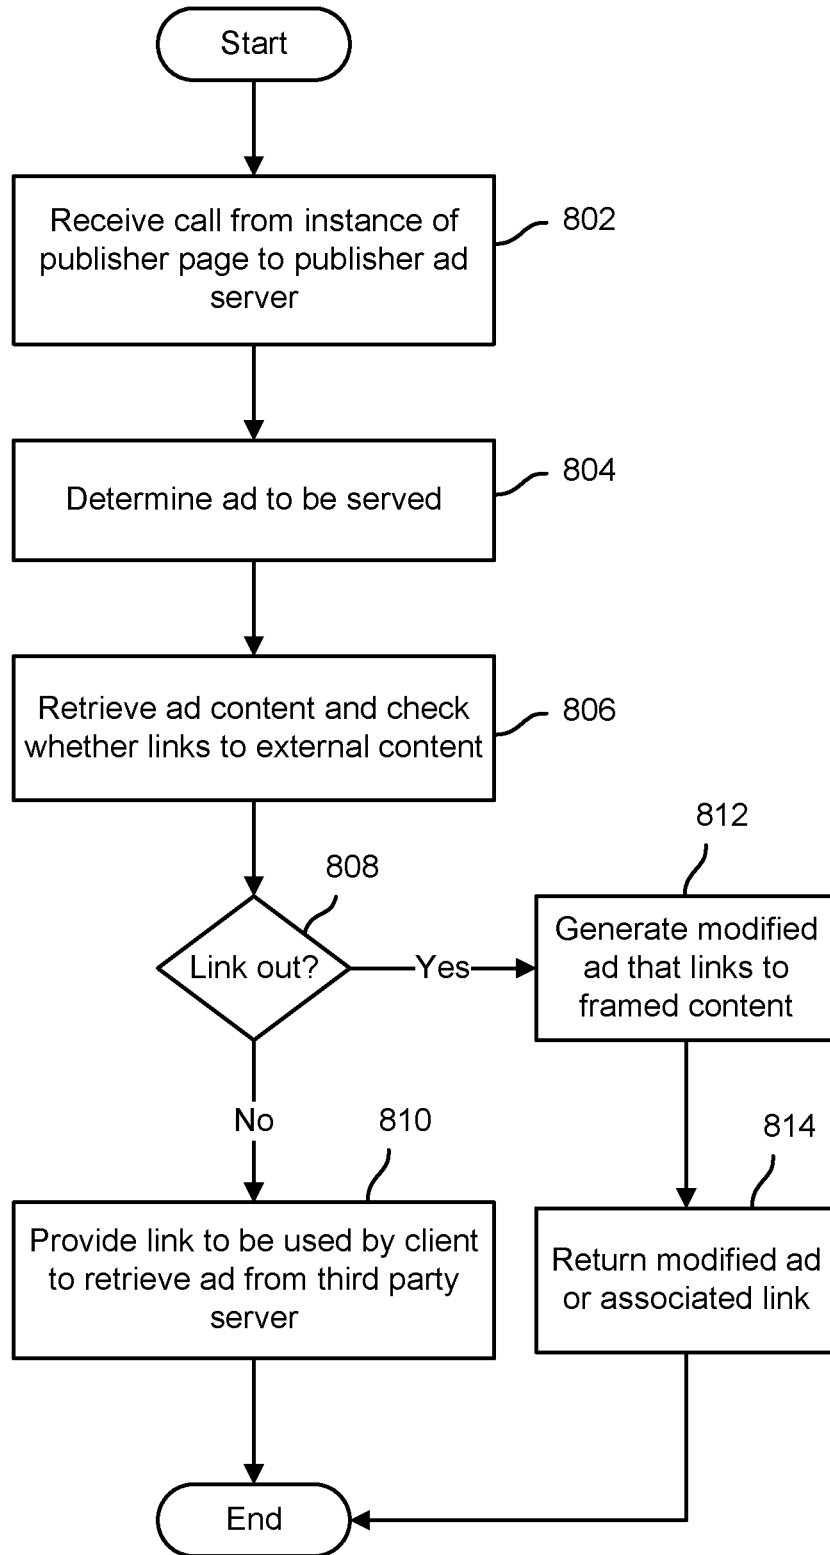 Start
Receive call from instance of
publisher page to publisher ad
server
802
Determine ad to be served
804
Retrieve ad content and check
whether links to external content
806
808
Link out?
Yes
812
Generate modified
ad that links to
framed content
No
810
Provide link to be used by client
to retrieve ad from third party
server
814
Return modified ad
or associated link
End